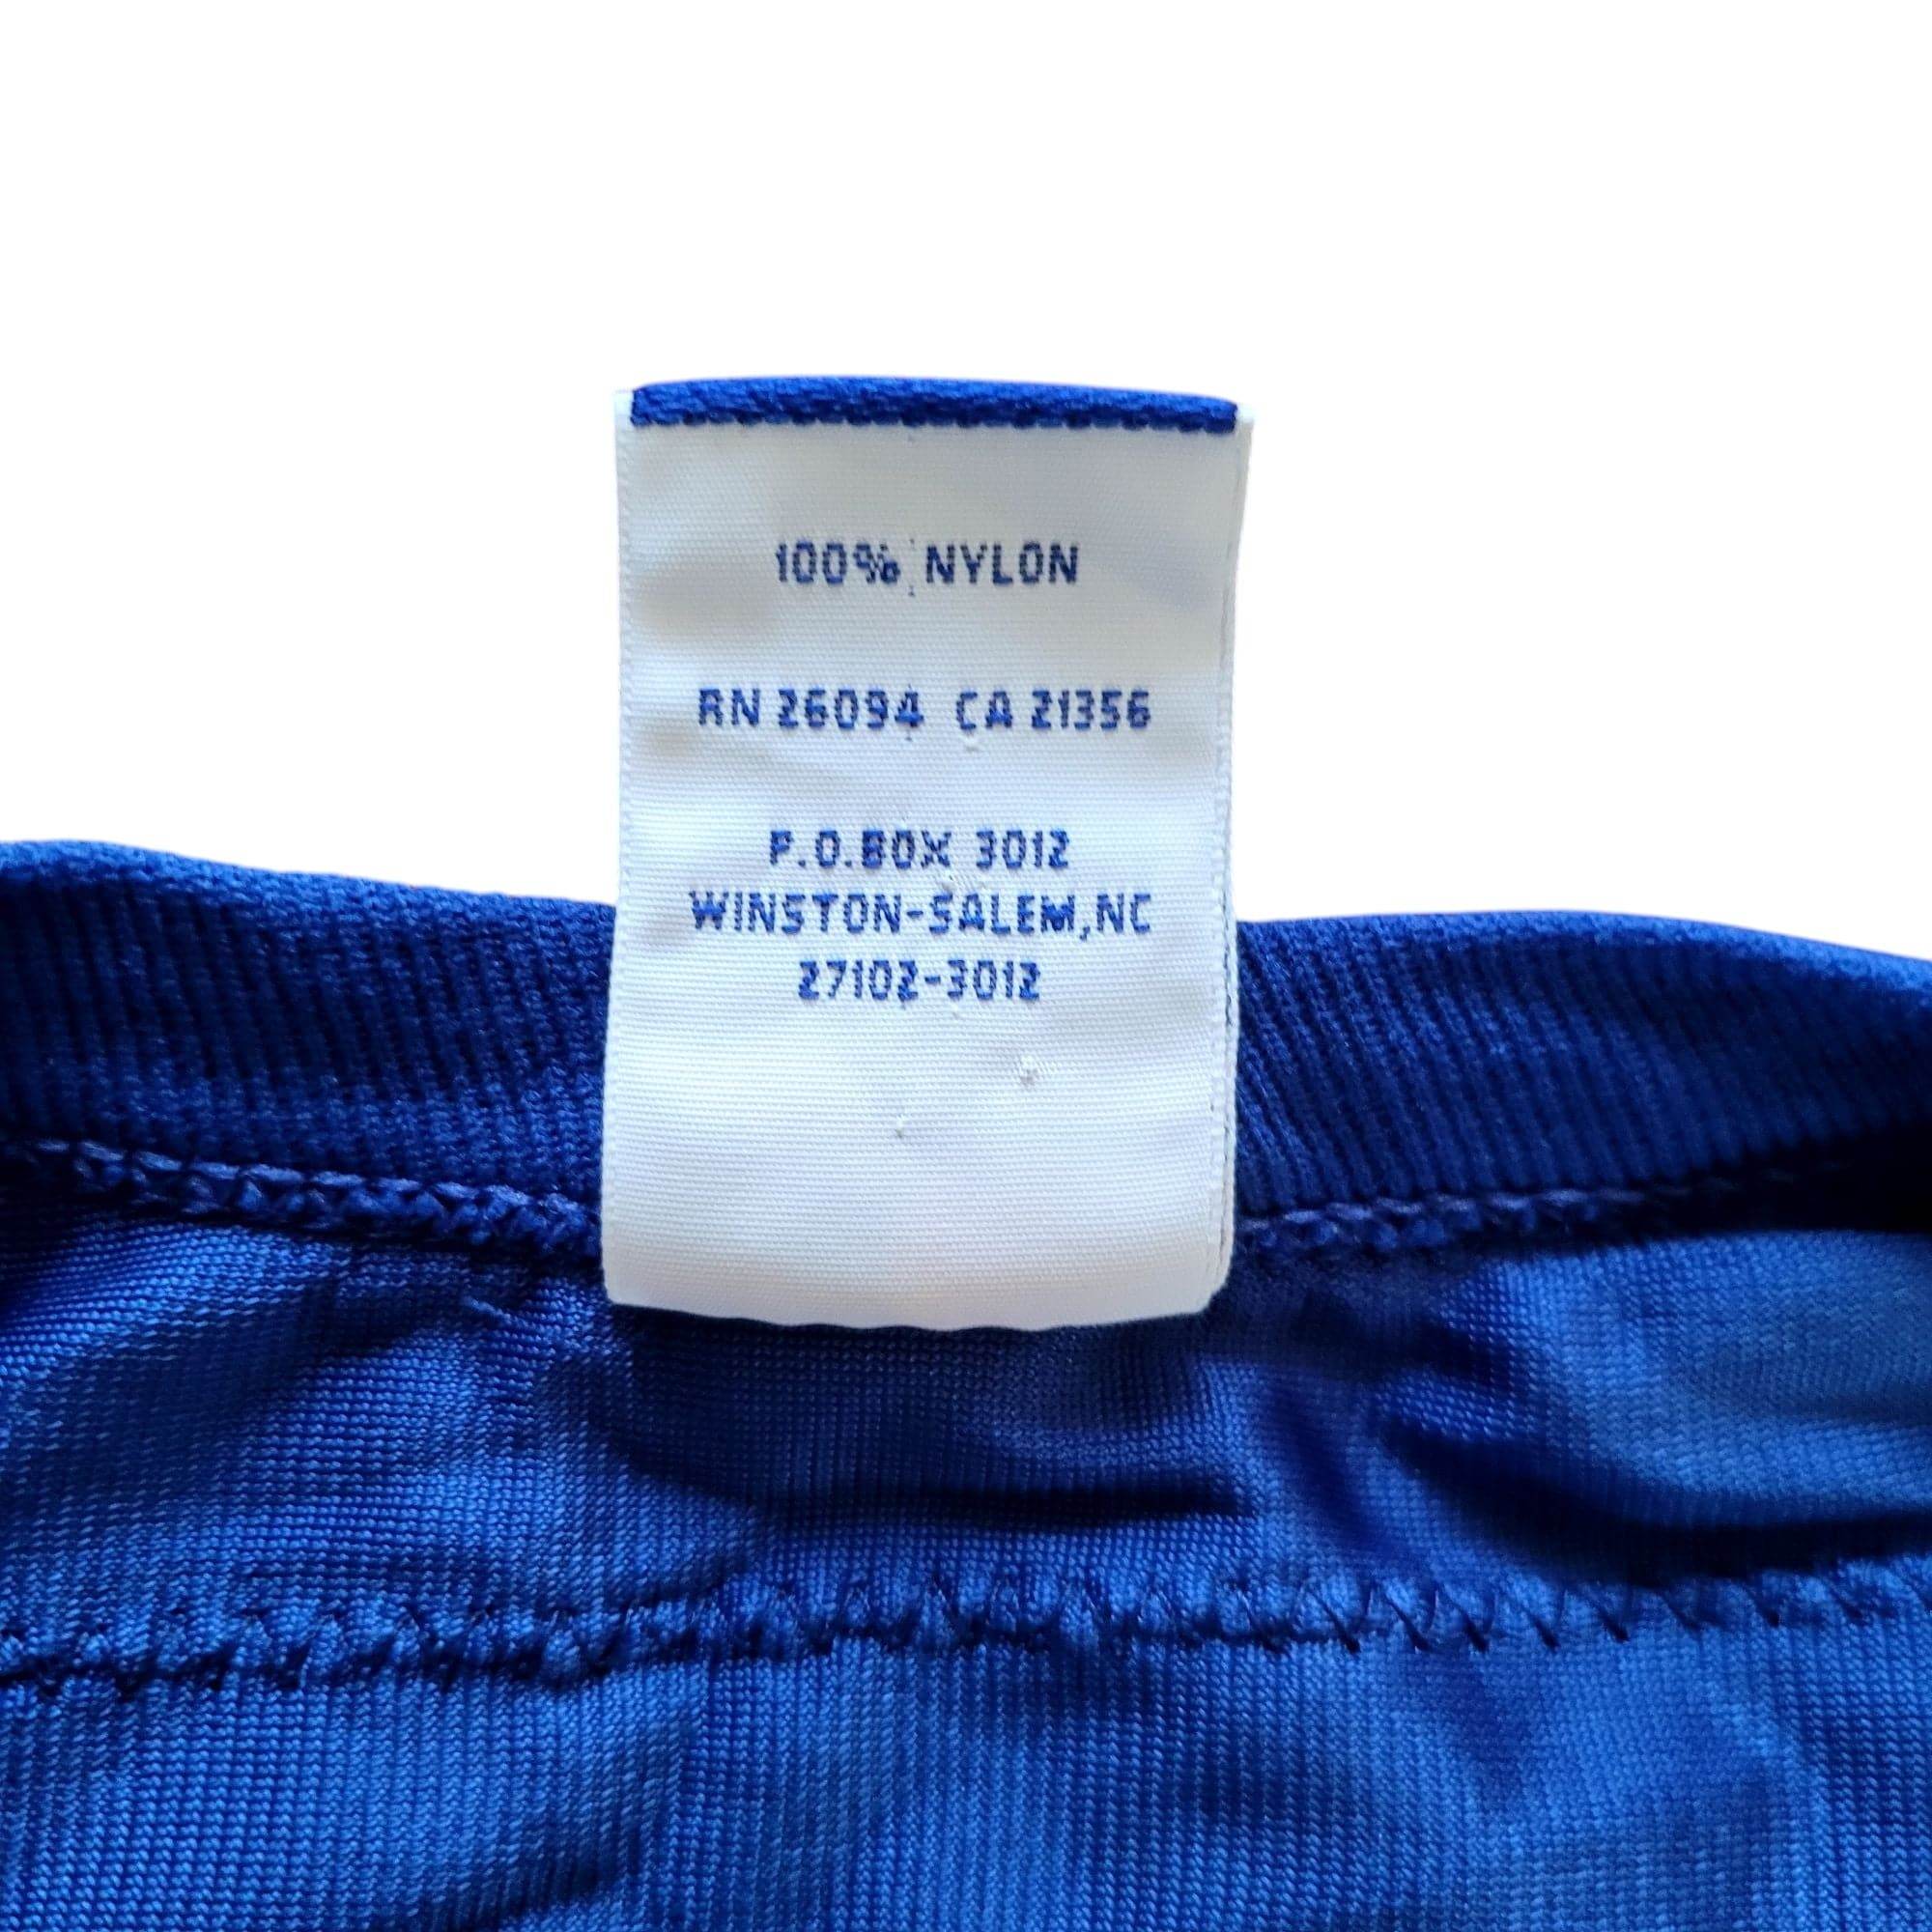 100% NYLON
RN 26094 CA 21356
P.O.BOX 3012
WINSTON-SALEM,NC
27102-3012